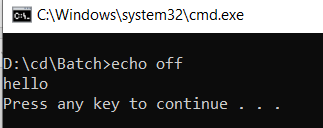 C:\Windows\system32\cmd.exe
D:\cd\Batch>echo off
hello
Press any key to continue . . .